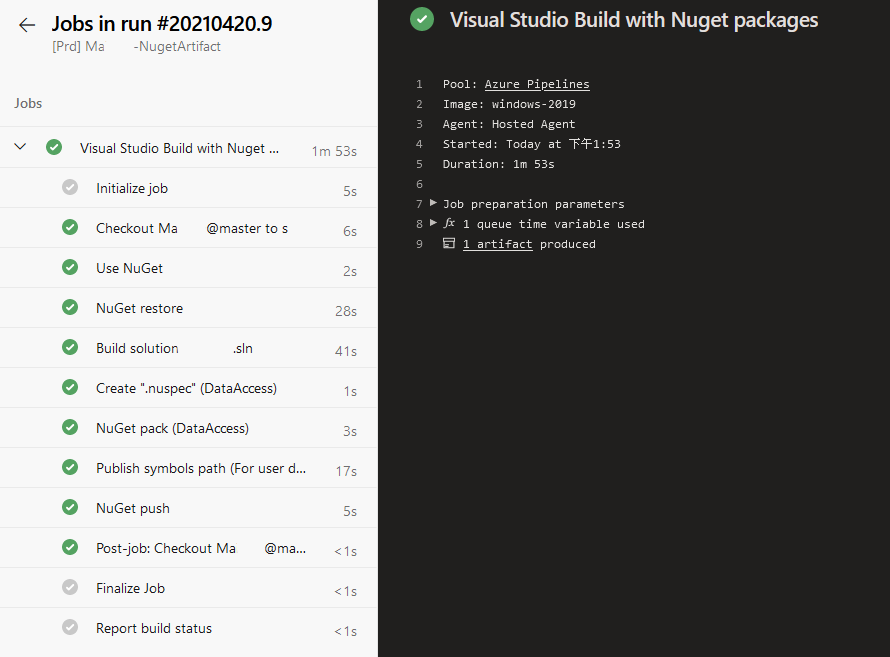 Jobs in run #20210420.9
[Prd] Ma -NugetArtifact
Jobs
Visual Studio Build with Nuget ... 1m 53s
Initialize job 5s
Checkout Ma @master to s 6s
Use NuGet 2s
NuGet restore 28s
Build solution .sln 41s
Create ".nuspec" (DataAccess) 1s
NuGet pack (DataAccess) 3s
Publish symbols path (For user d... 17s
NuGet push 5s
Post-job: Checkout Ma @ma... <1s
Finalize Job <1s
Report build status <1s
Visual Studio Build with Nuget packages
1 Pool: Azure Pipelines
2 Image: windows-2019
3 Agent: Hosted Agent
4 Started: Today at 下午1:53
5 Duration: 1m 53s
6
7 Job preparation parameters
8 fx 1 queue time variable used
9 1 artifact produced